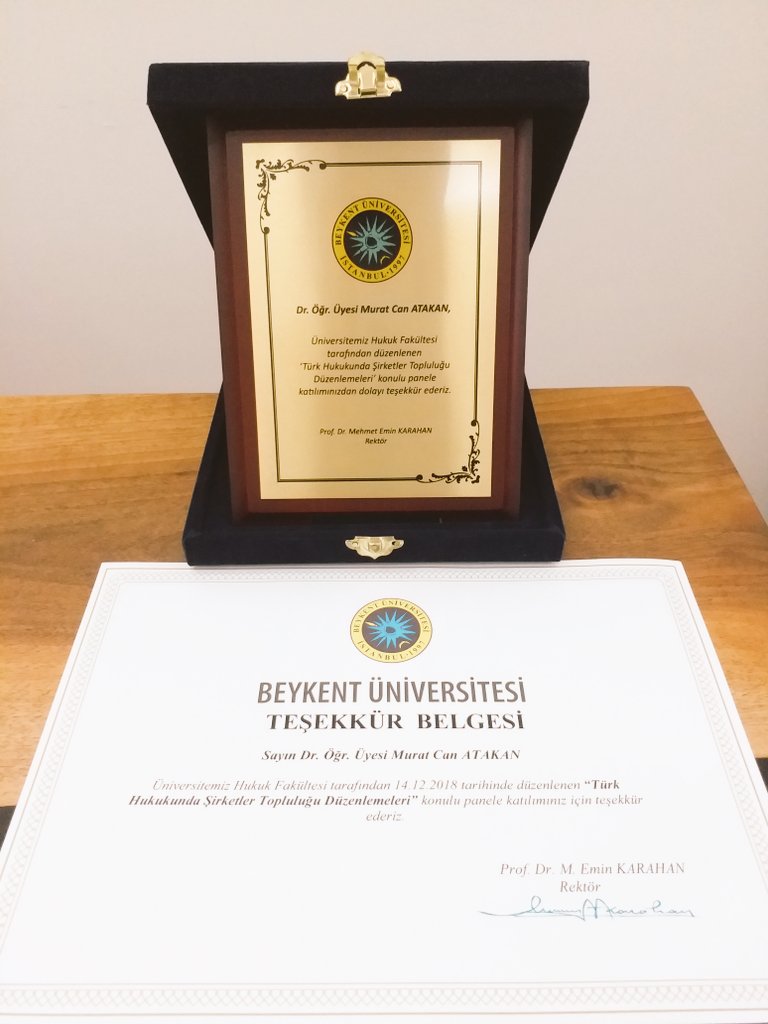 BEYKENT ÜNİVERSİTESİ
İSTANBUL·1997
Dr. Öğr. Üyesi Murat Can ATAKAN,
Üniversitemiz Hukuk Fakültesi
tarafından düzenlenen
'Türk Hukukunda Şirketler Topluluğu
Düzenlemeleri' konulu panele
katılımınızdan dolayı teşekkür ederiz.
Prof. Dr. Mehmet Emin KARAHAN
Rektör
BEYKENT ÜNİVERSİTESİ
İSTANBUL·1997
BEYKENT ÜNİVERSİTESİ
TEŞEKKÜR BELGESİ
Sayın Dr. Öğr. Üyesi Murat Can ATAKAN
Üniversitemiz Hukuk Fakültesi tarafından 14.12.2018 tarihinde düzenlenen “Türk
Hukukunda Şirketler Topluluğu Düzenlemeleri” konulu panele katılımınız için teşekkür
ederiz.
Prof. Dr. M. Emin KARAHAN
Rektör